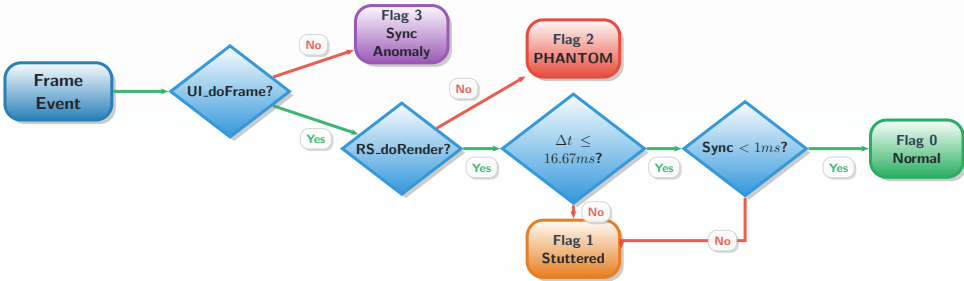 Frame
Event
UI_doFrame?
No
Flag 3
Sync
Anomaly
Yes
RS_doRender?
No
Flag 2
PHANTOM
Yes
Δt ≤
16.67ms?
No
Flag 1
Stuttered
Yes
Sync < 1ms?
No
Yes
Flag 0
Normal